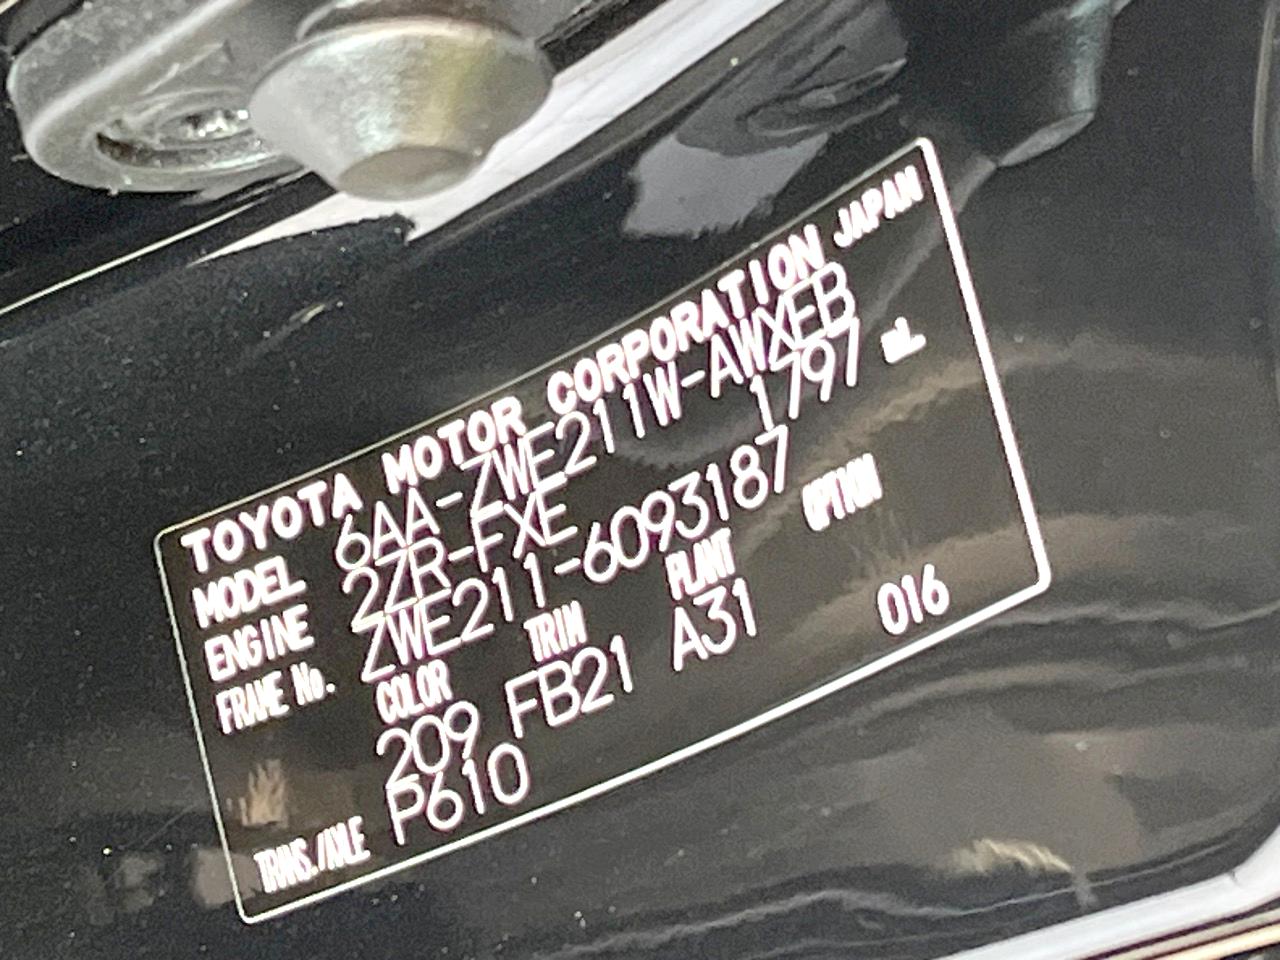 TOYOTA MOTOR CORPORATION JAPAN
MODEL 6AA-ZWE211W-AWXEB
ENGINE 2ZR-FXE 1797 mL
FRAME No. ZWE211-6093187
COLOR TRIM PLANT OPTION
209 FB21 A31 016
TRANS./AXLE P610